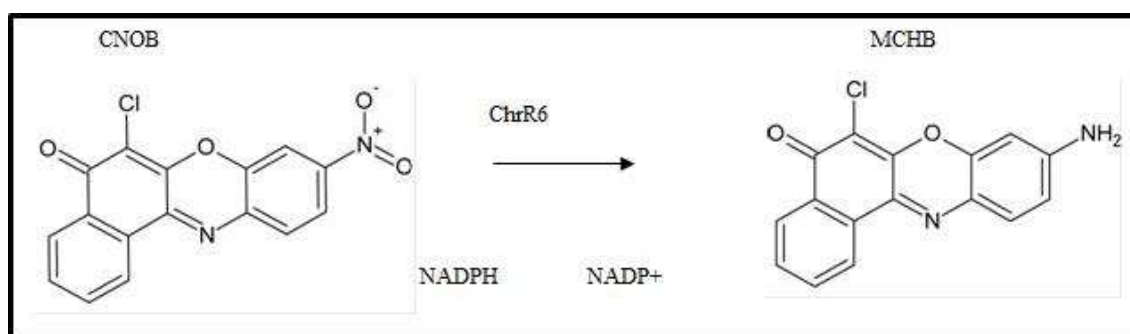 CNOB
MCHB
Cl
O
O
N
O-
N+
O
ChrR6
NADPH
NADP+
Cl
O
O
N
NH2